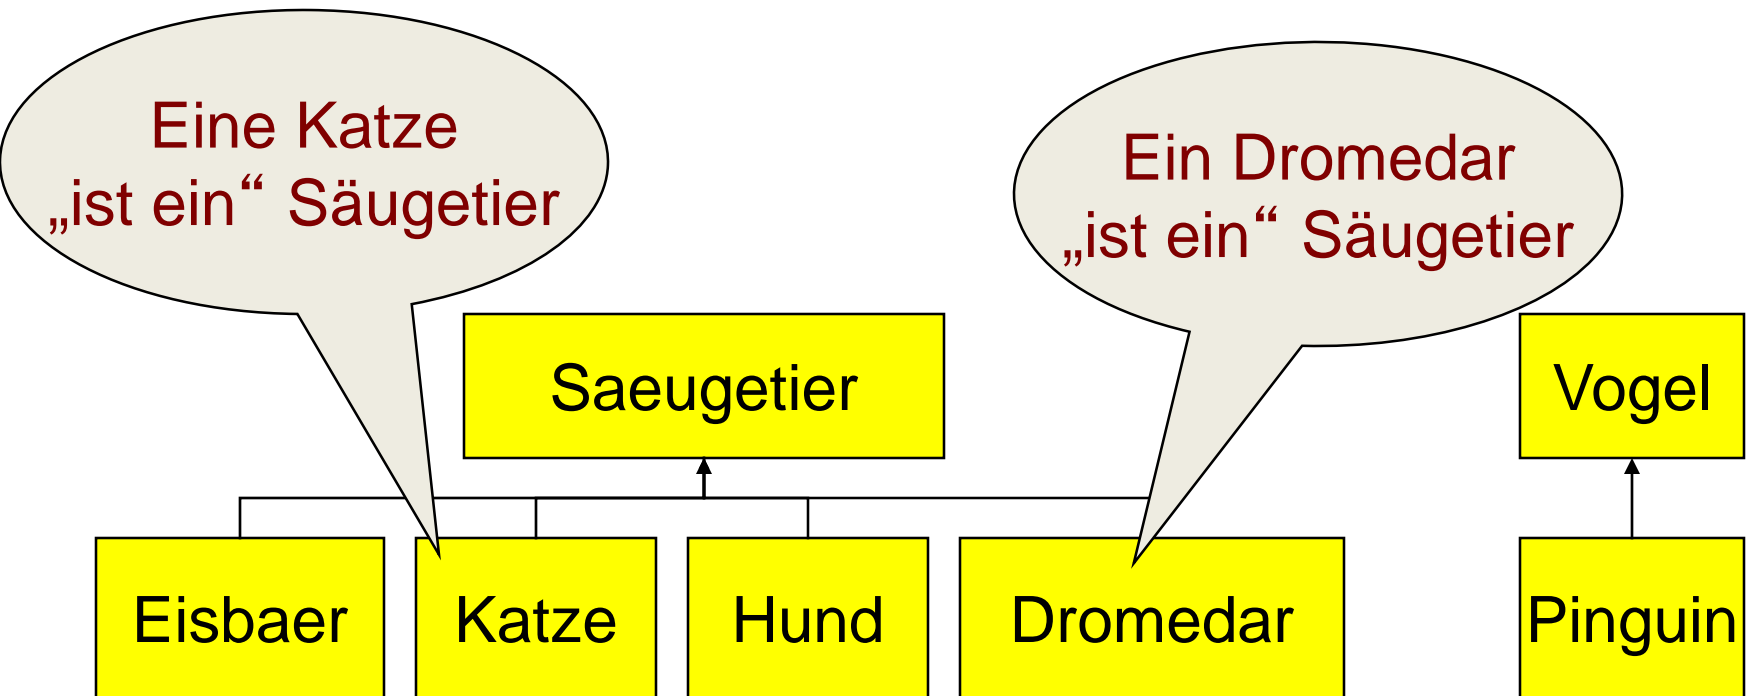 Eine Katze
„ist ein“ Säugetier
Ein Dromedar
„ist ein“ Säugetier
Saeugetier
Vogel
Eisbaer
Katze
Hund
Dromedar
Pinguin